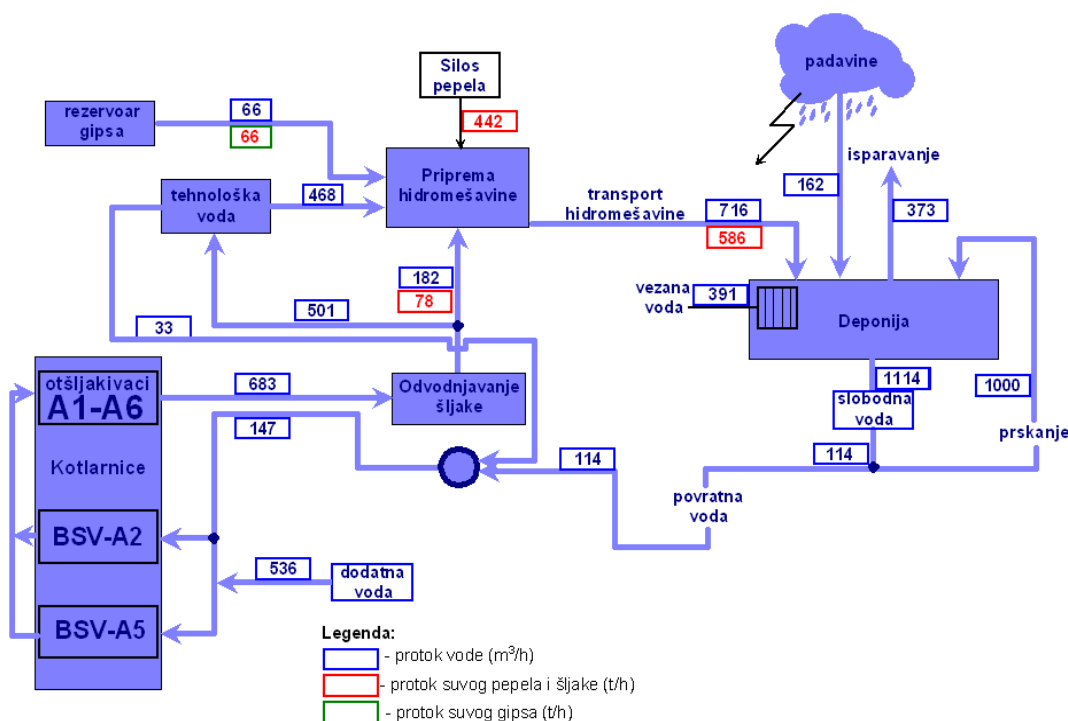 padavine
Silos
pepela
rezervoar
gipsa
66
66
442
isparavanje
Priprema
hidromešavine
tehnološka
voda
468
transport
hidromešavine
162
716
586
373
182
78
vezana
voda
391
Deponija
501
33
otšljakivaci
A1-A6
683
Odvodnjavanje
šljake
1114
slobodna
voda
1000
147
prskanje
Kotlarnice
114
114
povratna
voda
BSV-A2
536
dodatna
voda
BSV-A5
Legenda:
- protok vode (m³/h)
- protok suvog pepela i šljake (t/h)
- protok suvog gipsa (t/h)